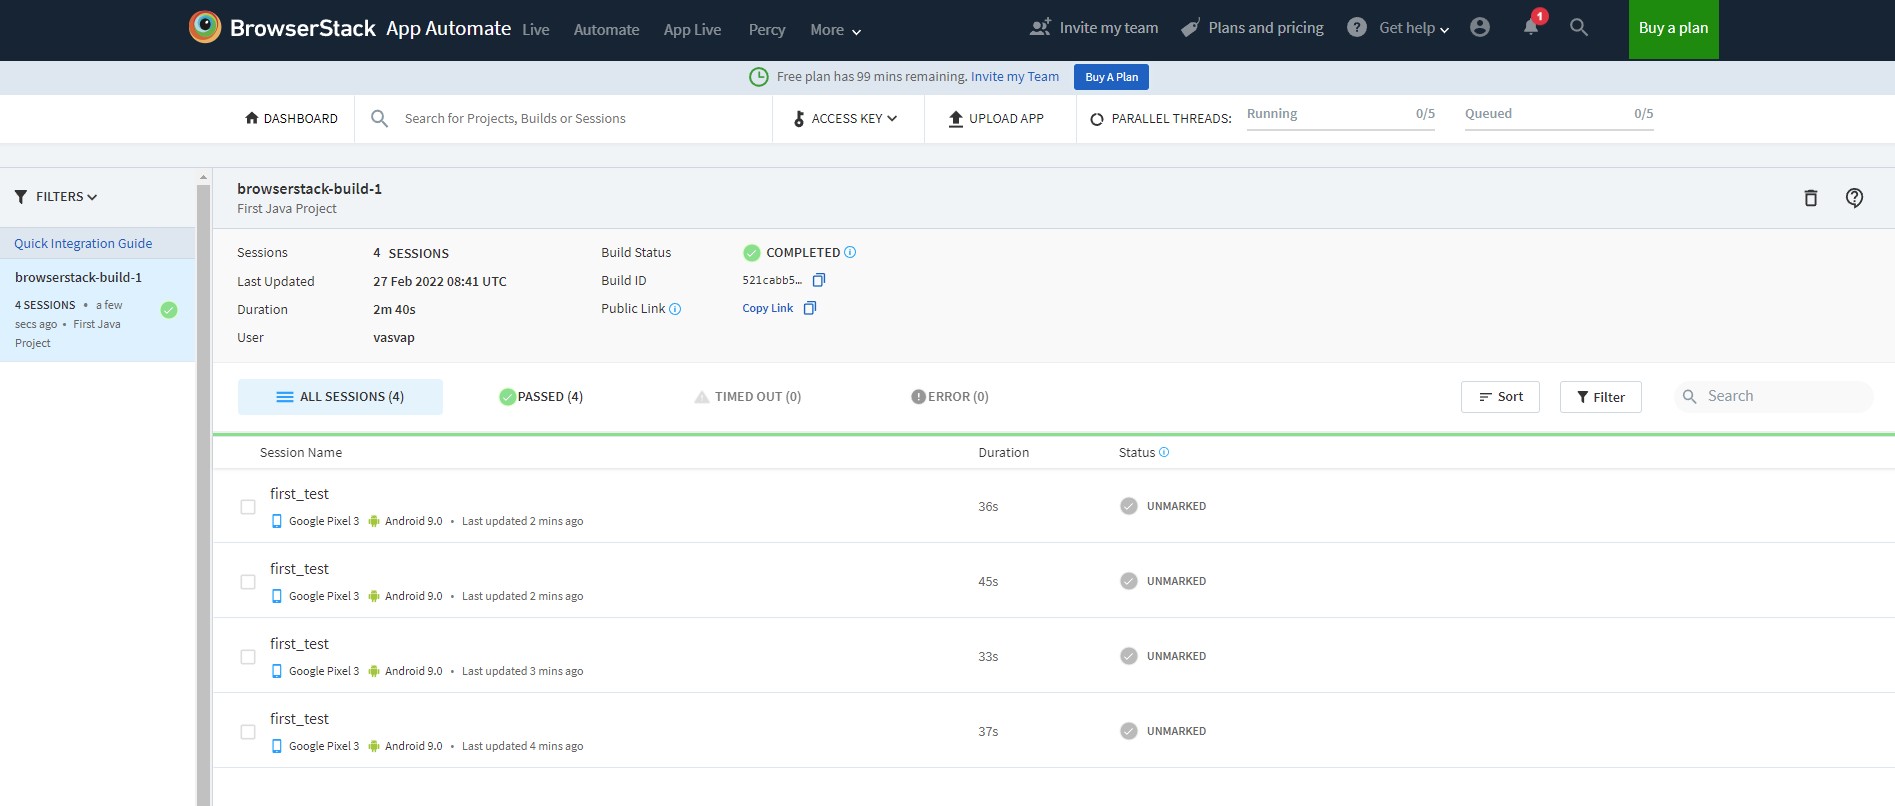 BrowserStack App Automate Live Automate App Live Percy More Invite my team Plans and pricing ? Get help 1 Buy a plan
Free plan has 99 mins remaining. Invite my Team Buy A Plan
DASHBOARD Search for Projects, Builds or Sessions ACCESS KEY UPLOAD APP PARALLEL THREADS: Running 0/5 Queued 0/5
FILTERS
Quick Integration Guide
browserstack-build-1
4 SESSIONS • a few
secs ago • First Java
Project
browserstack-build-1
First Java Project
Sessions 4 SESSIONS Build Status COMPLETED
Last Updated 27 Feb 2022 08:41 UTC Build ID 521cabb5...
Duration 2m 40s Public Link Copy Link
User vasvap
ALL SESSIONS (4) PASSED (4) TIMED OUT (0) ERROR (0) Sort Filter Search
Session Name Duration Status
first_test
Google Pixel 3 Android 9.0 • Last updated 2 mins ago 36s UNMARKED
first_test
Google Pixel 3 Android 9.0 • Last updated 2 mins ago 45s UNMARKED
first_test
Google Pixel 3 Android 9.0 • Last updated 3 mins ago 33s UNMARKED
first_test
Google Pixel 3 Android 9.0 • Last updated 4 mins ago 37s UNMARKED